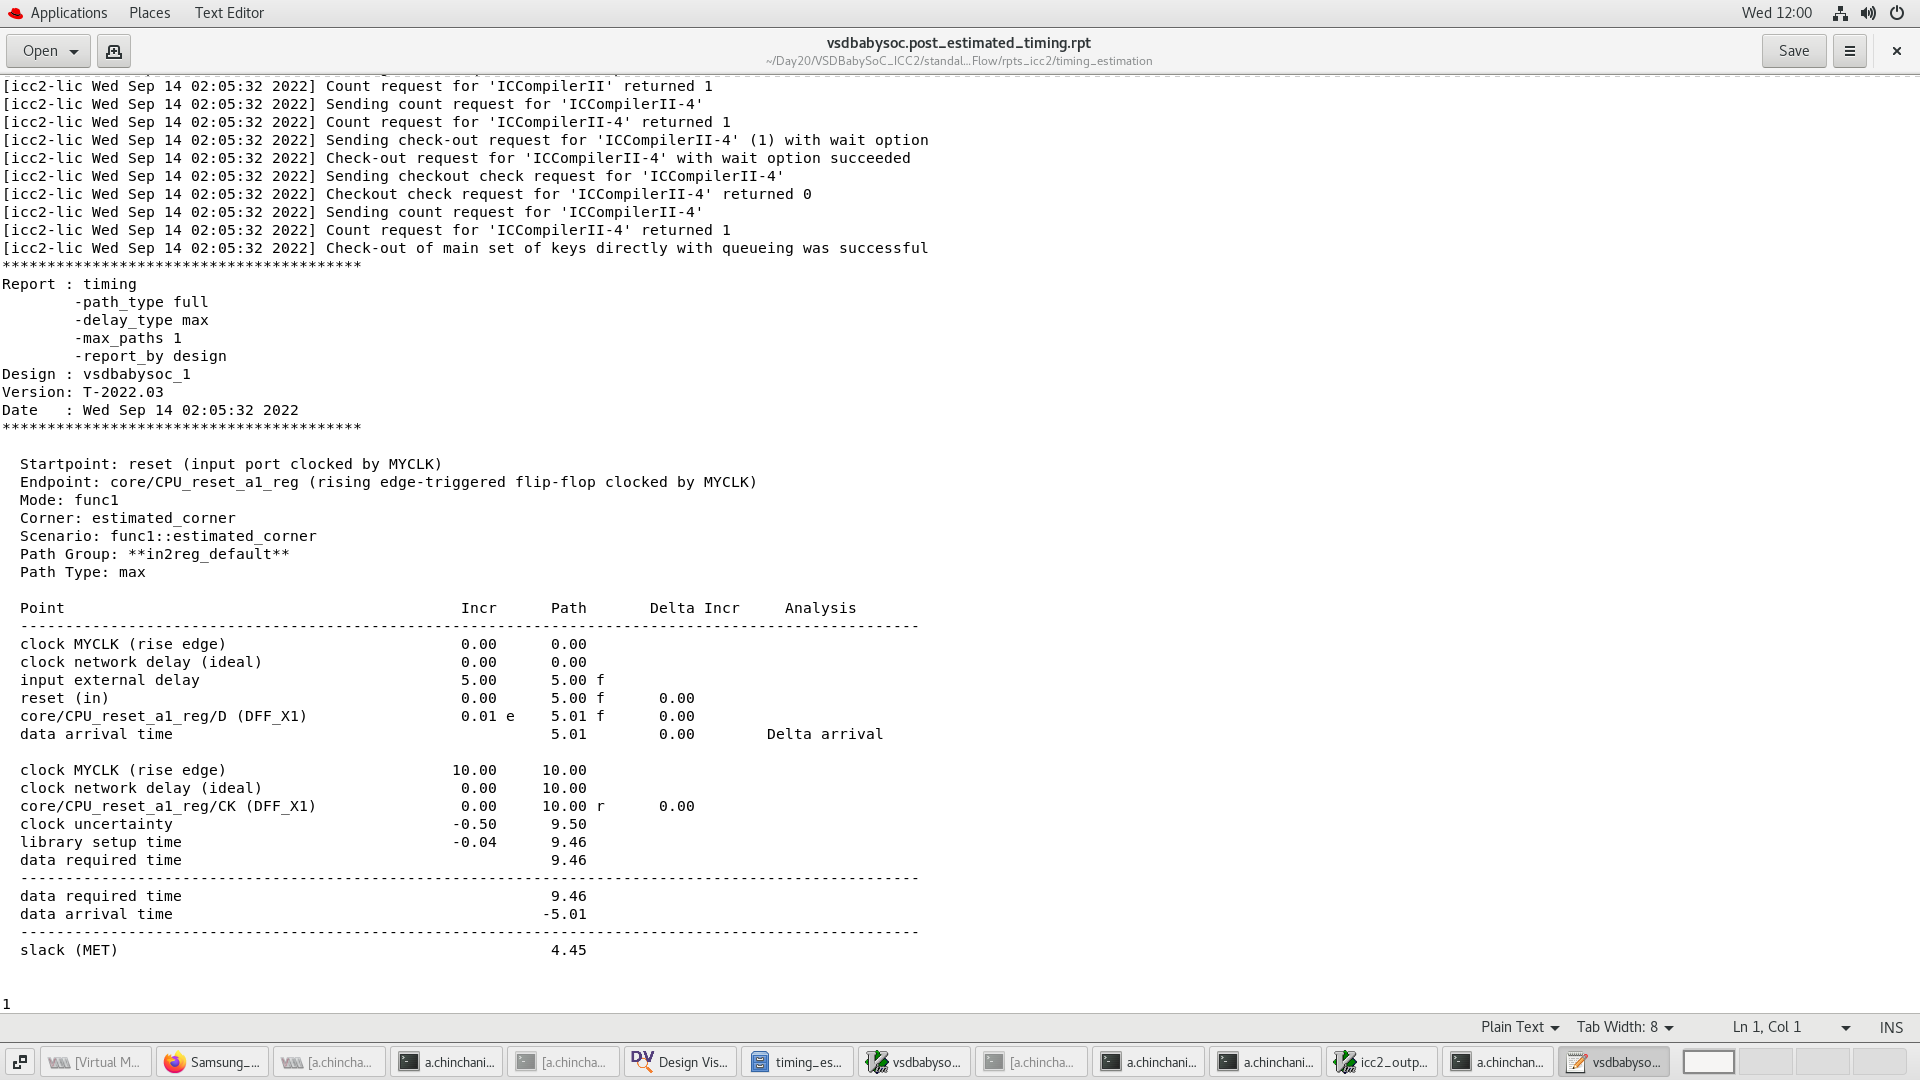 Applications Places Text Editor Wed 12:00
Open vsdbabysoc.post_estimated_timing.rpt Save
~/Day20/VSDBabySoC_ICC2/standal...Flow/rpts_icc2/timing_estimation
[icc2-lic Wed Sep 14 02:05:32 2022] Count request for 'ICCompilerII' returned 1
[icc2-lic Wed Sep 14 02:05:32 2022] Sending count request for 'ICCompilerII-4'
[icc2-lic Wed Sep 14 02:05:32 2022] Count request for 'ICCompilerII-4' returned 1
[icc2-lic Wed Sep 14 02:05:32 2022] Sending check-out request for 'ICCompilerII-4' (1) with wait option
[icc2-lic Wed Sep 14 02:05:32 2022] Check-out request for 'ICCompilerII-4' with wait option succeeded
[icc2-lic Wed Sep 14 02:05:32 2022] Sending checkout check request for 'ICCompilerII-4'
[icc2-lic Wed Sep 14 02:05:32 2022] Checkout check request for 'ICCompilerII-4' returned 0
[icc2-lic Wed Sep 14 02:05:32 2022] Sending count request for 'ICCompilerII-4'
[icc2-lic Wed Sep 14 02:05:32 2022] Count request for 'ICCompilerII-4' returned 1
[icc2-lic Wed Sep 14 02:05:32 2022] Check-out of main set of keys directly with queueing was successful
****************************************
Report : timing
        -path_type full
        -delay_type max
        -max_paths 1
        -report_by design
Design : vsdbabysoc_1
Version: T-2022.03
Date   : Wed Sep 14 02:05:32 2022
****************************************
  Startpoint: reset (input port clocked by MYCLK)
  Endpoint: core/CPU_reset_a1_reg (rising edge-triggered flip-flop clocked by MYCLK)
  Mode: func1
  Corner: estimated_corner
  Scenario: func1::estimated_corner
  Path Group: **in2reg_default**
  Path Type: max
  Point                                            Incr      Path       Delta Incr     Analysis
  ----------------------------------------------------------------------------------------------------
  clock MYCLK (rise edge)                          0.00      0.00
  clock network delay (ideal)                      0.00      0.00
  input external delay                             5.00      5.00 f
  reset (in)                                       0.00      5.00 f      0.00
  core/CPU_reset_a1_reg/D (DFF_X1)                 0.01 e    5.01 f      0.00
  data arrival time                                          5.01        0.00        Delta arrival
  clock MYCLK (rise edge)                         10.00     10.00
  clock network delay (ideal)                      0.00     10.00
  core/CPU_reset_a1_reg/CK (DFF_X1)                0.00     10.00 r      0.00
  clock uncertainty                               -0.50      9.50
  library setup time                              -0.04      9.46
  data required time                                         9.46
  ----------------------------------------------------------------------------------------------------
  data required time                                         9.46
  data arrival time                                         -5.01
  ----------------------------------------------------------------------------------------------------
  slack (MET)                                                4.45
1
Plain Text Tab Width: 8 Ln 1, Col 1 INS
[Virtual M... Samsung_... [a.chincha... a.chinchani... [a.chincha... Design Vis... timing_es... vsdbabyso... [a.chincha... a.chinchani... a.chinchani... icc2_outp... a.chinchan... vsdbabyso...